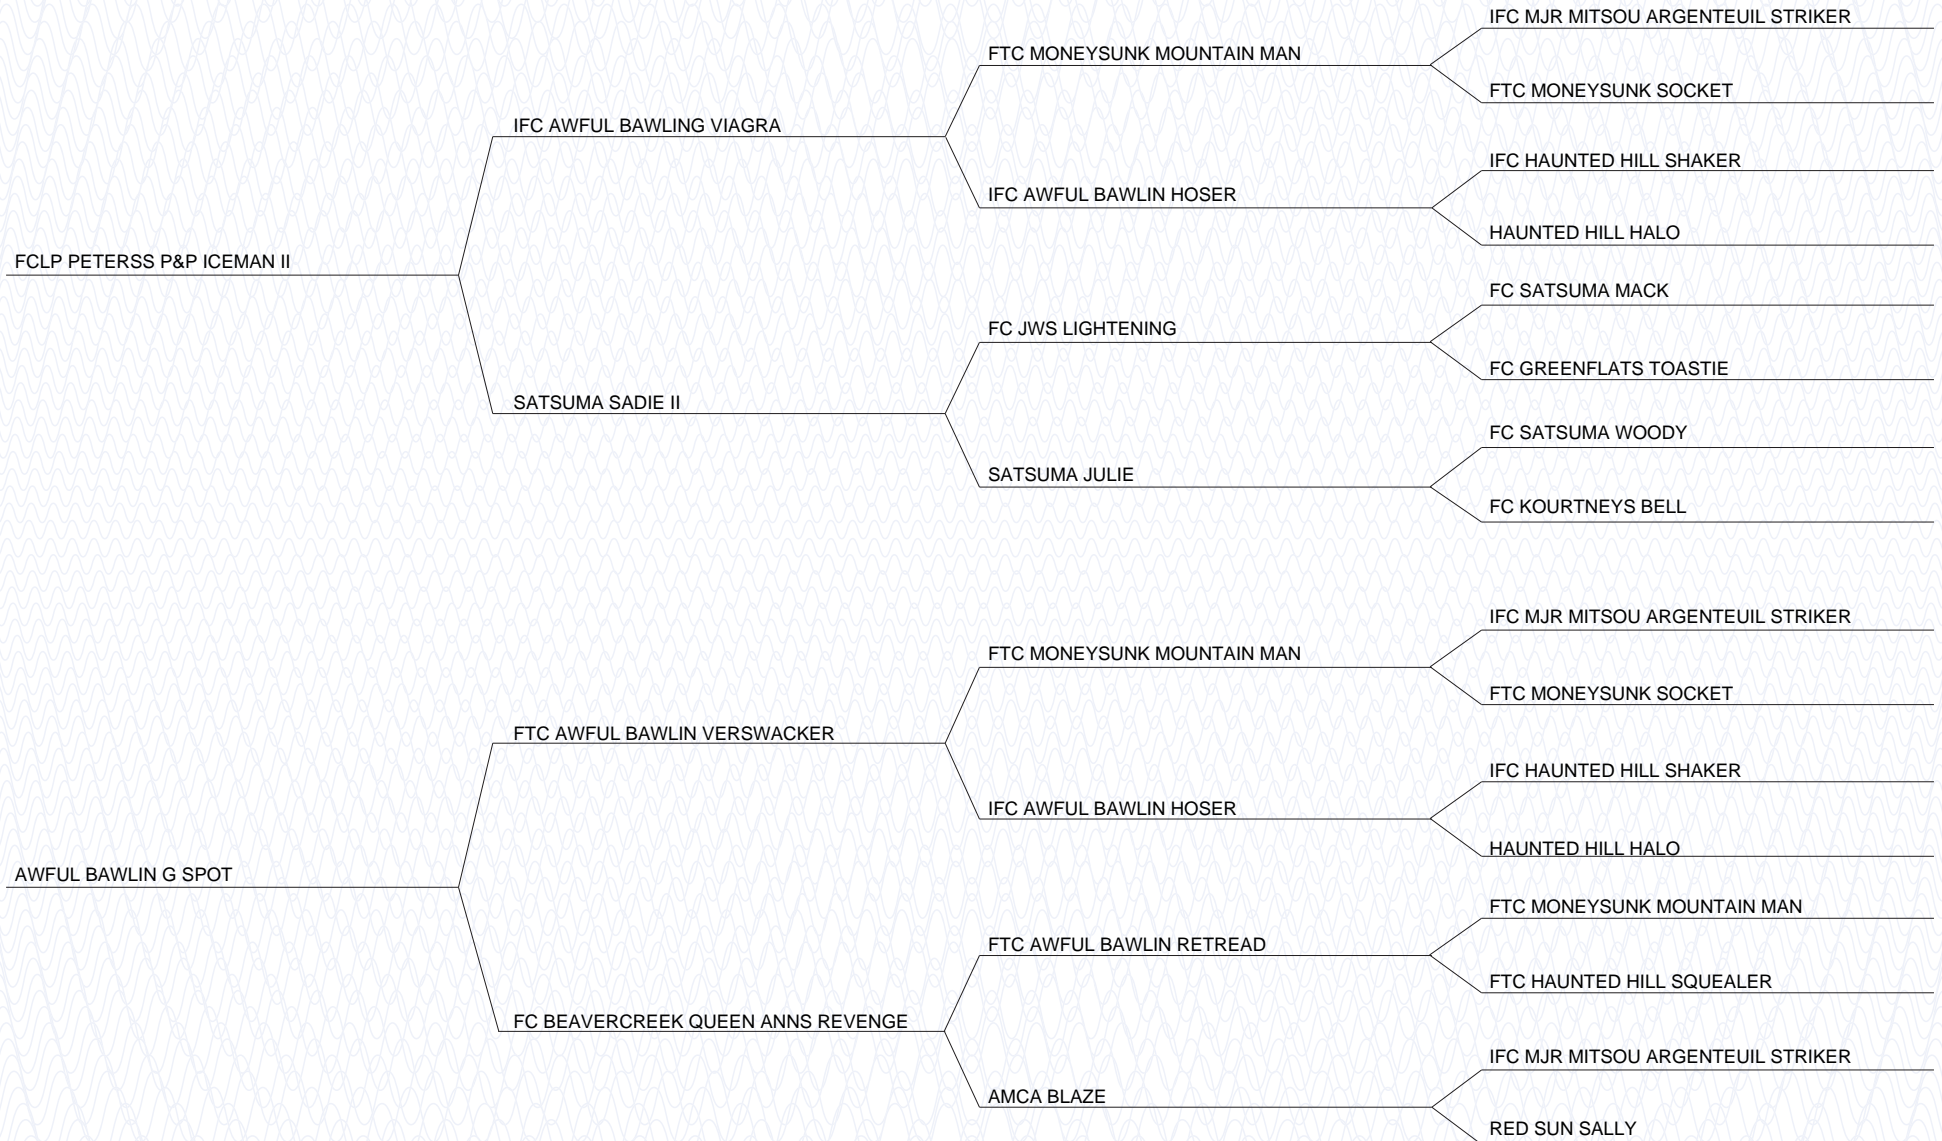 IFC MJR MITSOU ARGENTEUIL STRIKER
FTC MONEYSUNK MOUNTAIN MAN
FTC MONEYSUNK SOCKET
IFC AWFUL BAWLING VIAGRA
IFC HAUNTED HILL SHAKER
IFC AWFUL BAWLIN HOSER
HAUNTED HILL HALO
FCLP PETERSS P&P ICEMAN II
FC SATSUMA MACK
FC JWS LIGHTENING
FC GREENFLATS TOASTIE
SATSUMA SADIE II
FC SATSUMA WOODY
SATSUMA JULIE
FC KOURTNEYS BELL
IFC MJR MITSOU ARGENTEUIL STRIKER
FTC MONEYSUNK MOUNTAIN MAN
FTC MONEYSUNK SOCKET
FTC AWFUL BAWLIN VERSWACKER
IFC HAUNTED HILL SHAKER
IFC AWFUL BAWLIN HOSER
HAUNTED HILL HALO
AWFUL BAWLIN G SPOT
FTC MONEYSUNK MOUNTAIN MAN
FTC AWFUL BAWLIN RETREAD
FTC HAUNTED HILL SQUEALER
FC BEAVERCREEK QUEEN ANNS REVENGE
IFC MJR MITSOU ARGENTEUIL STRIKER
AMCA BLAZE
RED SUN SALLY